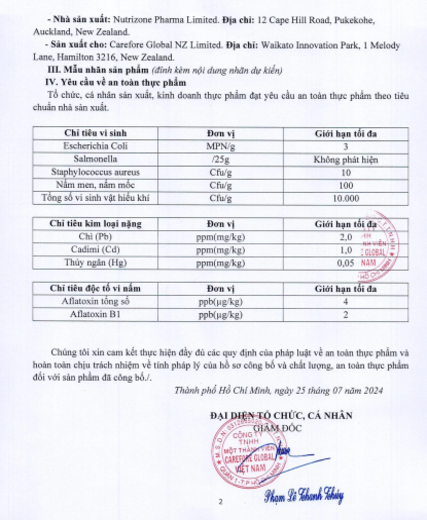 - Nhà sản xuất: Nutrizone Pharma Limited. Địa chỉ: 12 Cape Hill Road, Pukekohe,
Auckland, New Zealand.
- Sản xuất cho: Carefore Global NZ Limited. Địa chỉ: Waikato Innovation Park, 1 Melody
Lane, Hamilton 3216, New Zealand.
III. Mẫu nhãn sản phẩm (đính kèm nội dung nhãn dự kiến)
IV. Yêu cầu về an toàn thực phẩm
Tổ chức, cá nhân sản xuất, kinh doanh thực phẩm đạt yêu cầu an toàn thực phẩm theo tiêu
chuẩn nhà sản xuất.
Chỉ tiêu vi sinh Đơn vị Giới hạn tối đa
Escherichia Coli MPN/g 3
Salmonella /25g Không phát hiện
Staphylococcus aureus Cfu/g 10
Nấm men, nấm mốc Cfu/g 100
Tổng số vi sinh vật hiếu khí Cfu/g 10.000
Chỉ tiêu kim loại nặng Đơn vị Giới hạn tối đa
Chì (Pb) ppm(mg/kg) 2,0
Cadimi (Cd) ppm(mg/kg) 1,0
Thủy ngân (Hg) ppm(mg/kg) 0,05
Chỉ tiêu độc tố vi nấm Đơn vị Giới hạn tối đa
Aflatoxin tổng số ppb(µg/kg) 4
Aflatoxin B1 ppb(µg/kg) 2
Chúng tôi xin cam kết thực hiện đầy đủ các quy định của pháp luật về an toàn thực phẩm và
hoàn toàn chịu trách nhiệm về tính pháp lý của hồ sơ công bố và chất lượng, an toàn thực phẩm
đối với sản phẩm đã công bố./.
Thành phố Hồ Chí Minh, ngày 25 tháng 07 năm 2024
ĐẠI DIỆN TỔ CHỨC, CÁ NHÂN
GIÁM ĐỐC
CÔNG TY
TNHH
MỘT THÀNH VIÊN
CAREFORE GLOBAL
VIỆT NAM
QUẬN 1 - T.P HỒ CHÍ MINH
Phạm Lê Thanh Thúy
2